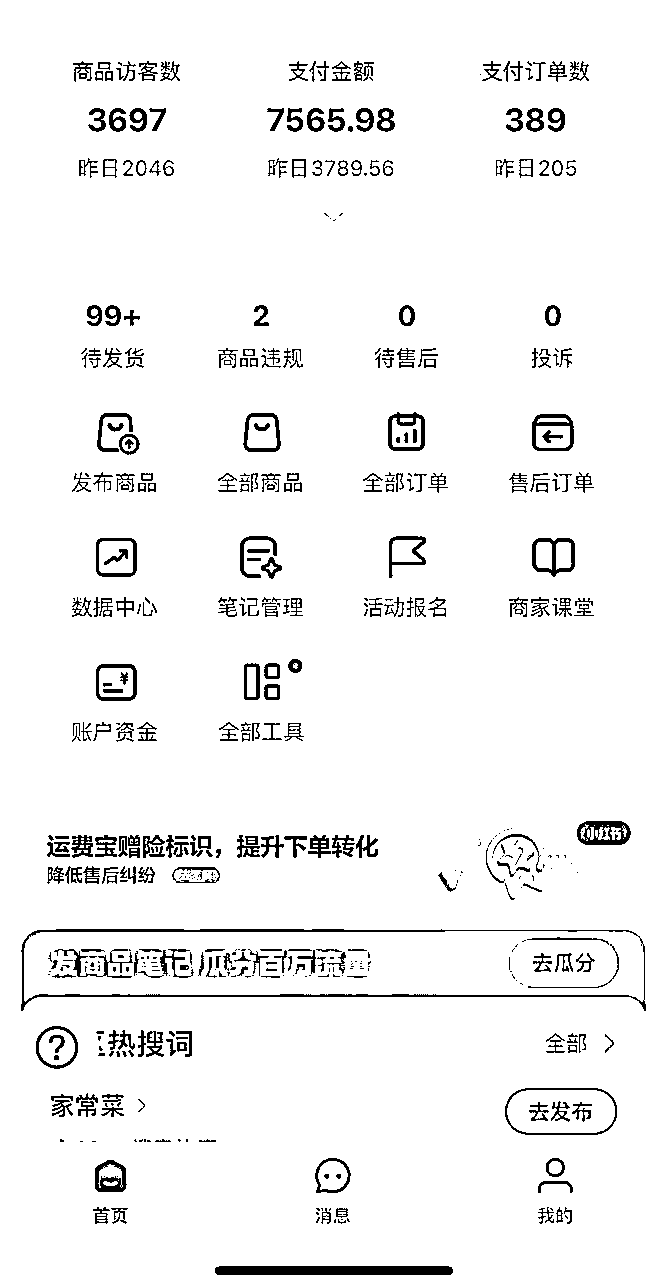 商品访客数 支付金额 支付订单数
3697 7565.98 389
昨日2046 昨日3789.56 昨日205
99+ 2 0 0
待发货 商品违规 待售后 投诉
发布商品 全部商品 全部订单 售后订单
数据中心 笔记管理 活动报名 商家课堂
账户资金 全部工具
运费宝赠险标识，提升下单转化
小红书
降低售后纠纷
发商品笔记 瓜分百万流量 去瓜分
热搜词 全部 >
家常菜 > 去发布
首页 消息 我的